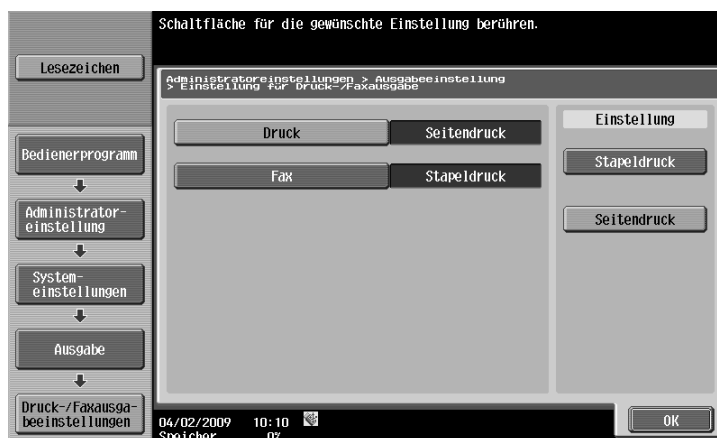 Schaltfläche für die gewünschte Einstellung berühren.
Lesezeichen
Administratoreinstellungen > Ausgabeeinstellung
> Einstellung für Druck-/Faxausgabe
Bedienerprogramm
Administrator-
einstellung
System-
einstellungen
Ausgabe
Druck-/Faxausga-
beeinstellungen
Druck Seitendruck
Fax Stapeldruck
Einstellung
Stapeldruck
Seitendruck
04/02/2009 10:10
Speicher 0%
OK